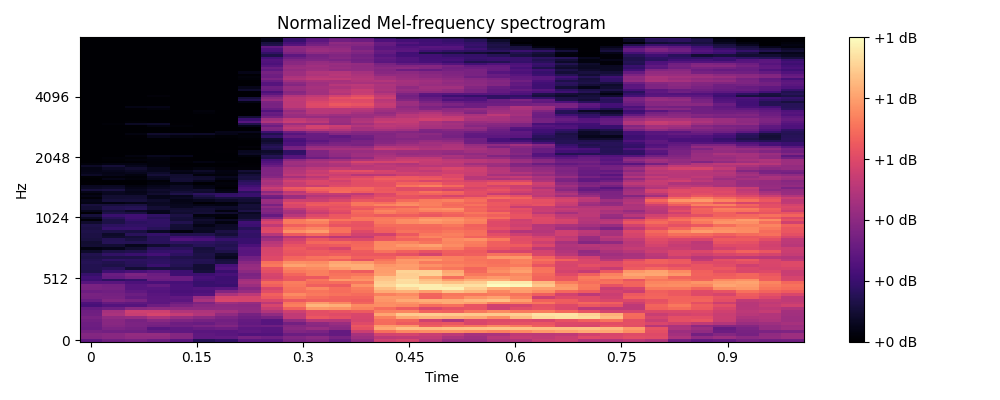 Normalized Mel-frequency spectrogram
Hz
4096
2048
1024
512
0
0 0.15 0.3 0.45 0.6 0.75 0.9
Time
+1 dB
+1 dB
+1 dB
+0 dB
+0 dB
+0 dB